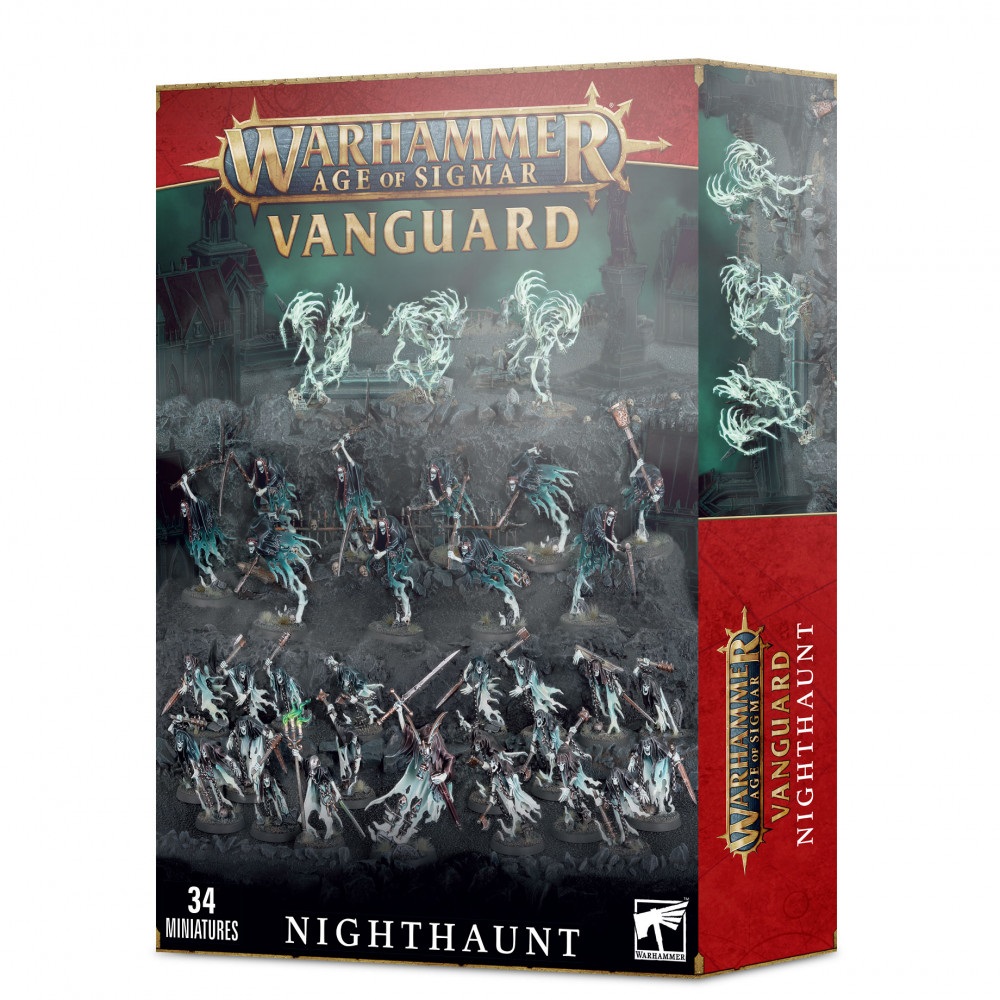 WARHAMMER
AGE OF SIGMAR
VANGUARD
34
MINIATURES
NIGHTHAUNT
WARHAMMER
WARHAMMER
AGE OF SIGMAR
VANGUARD
NIGHTHAUNT